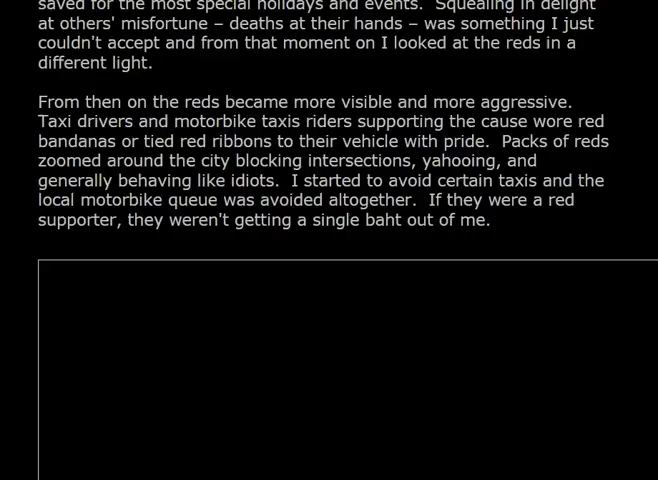 saved for the most special holidays and events.  Squealing in delight
at others' misfortune – deaths at their hands – was something I just
couldn't accept and from that moment on I looked at the reds in a
different light.
From then on the reds became more visible and more aggressive.
Taxi drivers and motorbike taxis riders supporting the cause wore red
bandanas or tied red ribbons to their vehicle with pride.  Packs of reds
zoomed around the city blocking intersections, yahooing, and
generally behaving like idiots.  I started to avoid certain taxis and the
local motorbike queue was avoided altogether.  If they were a red
supporter, they weren't getting a single baht out of me.